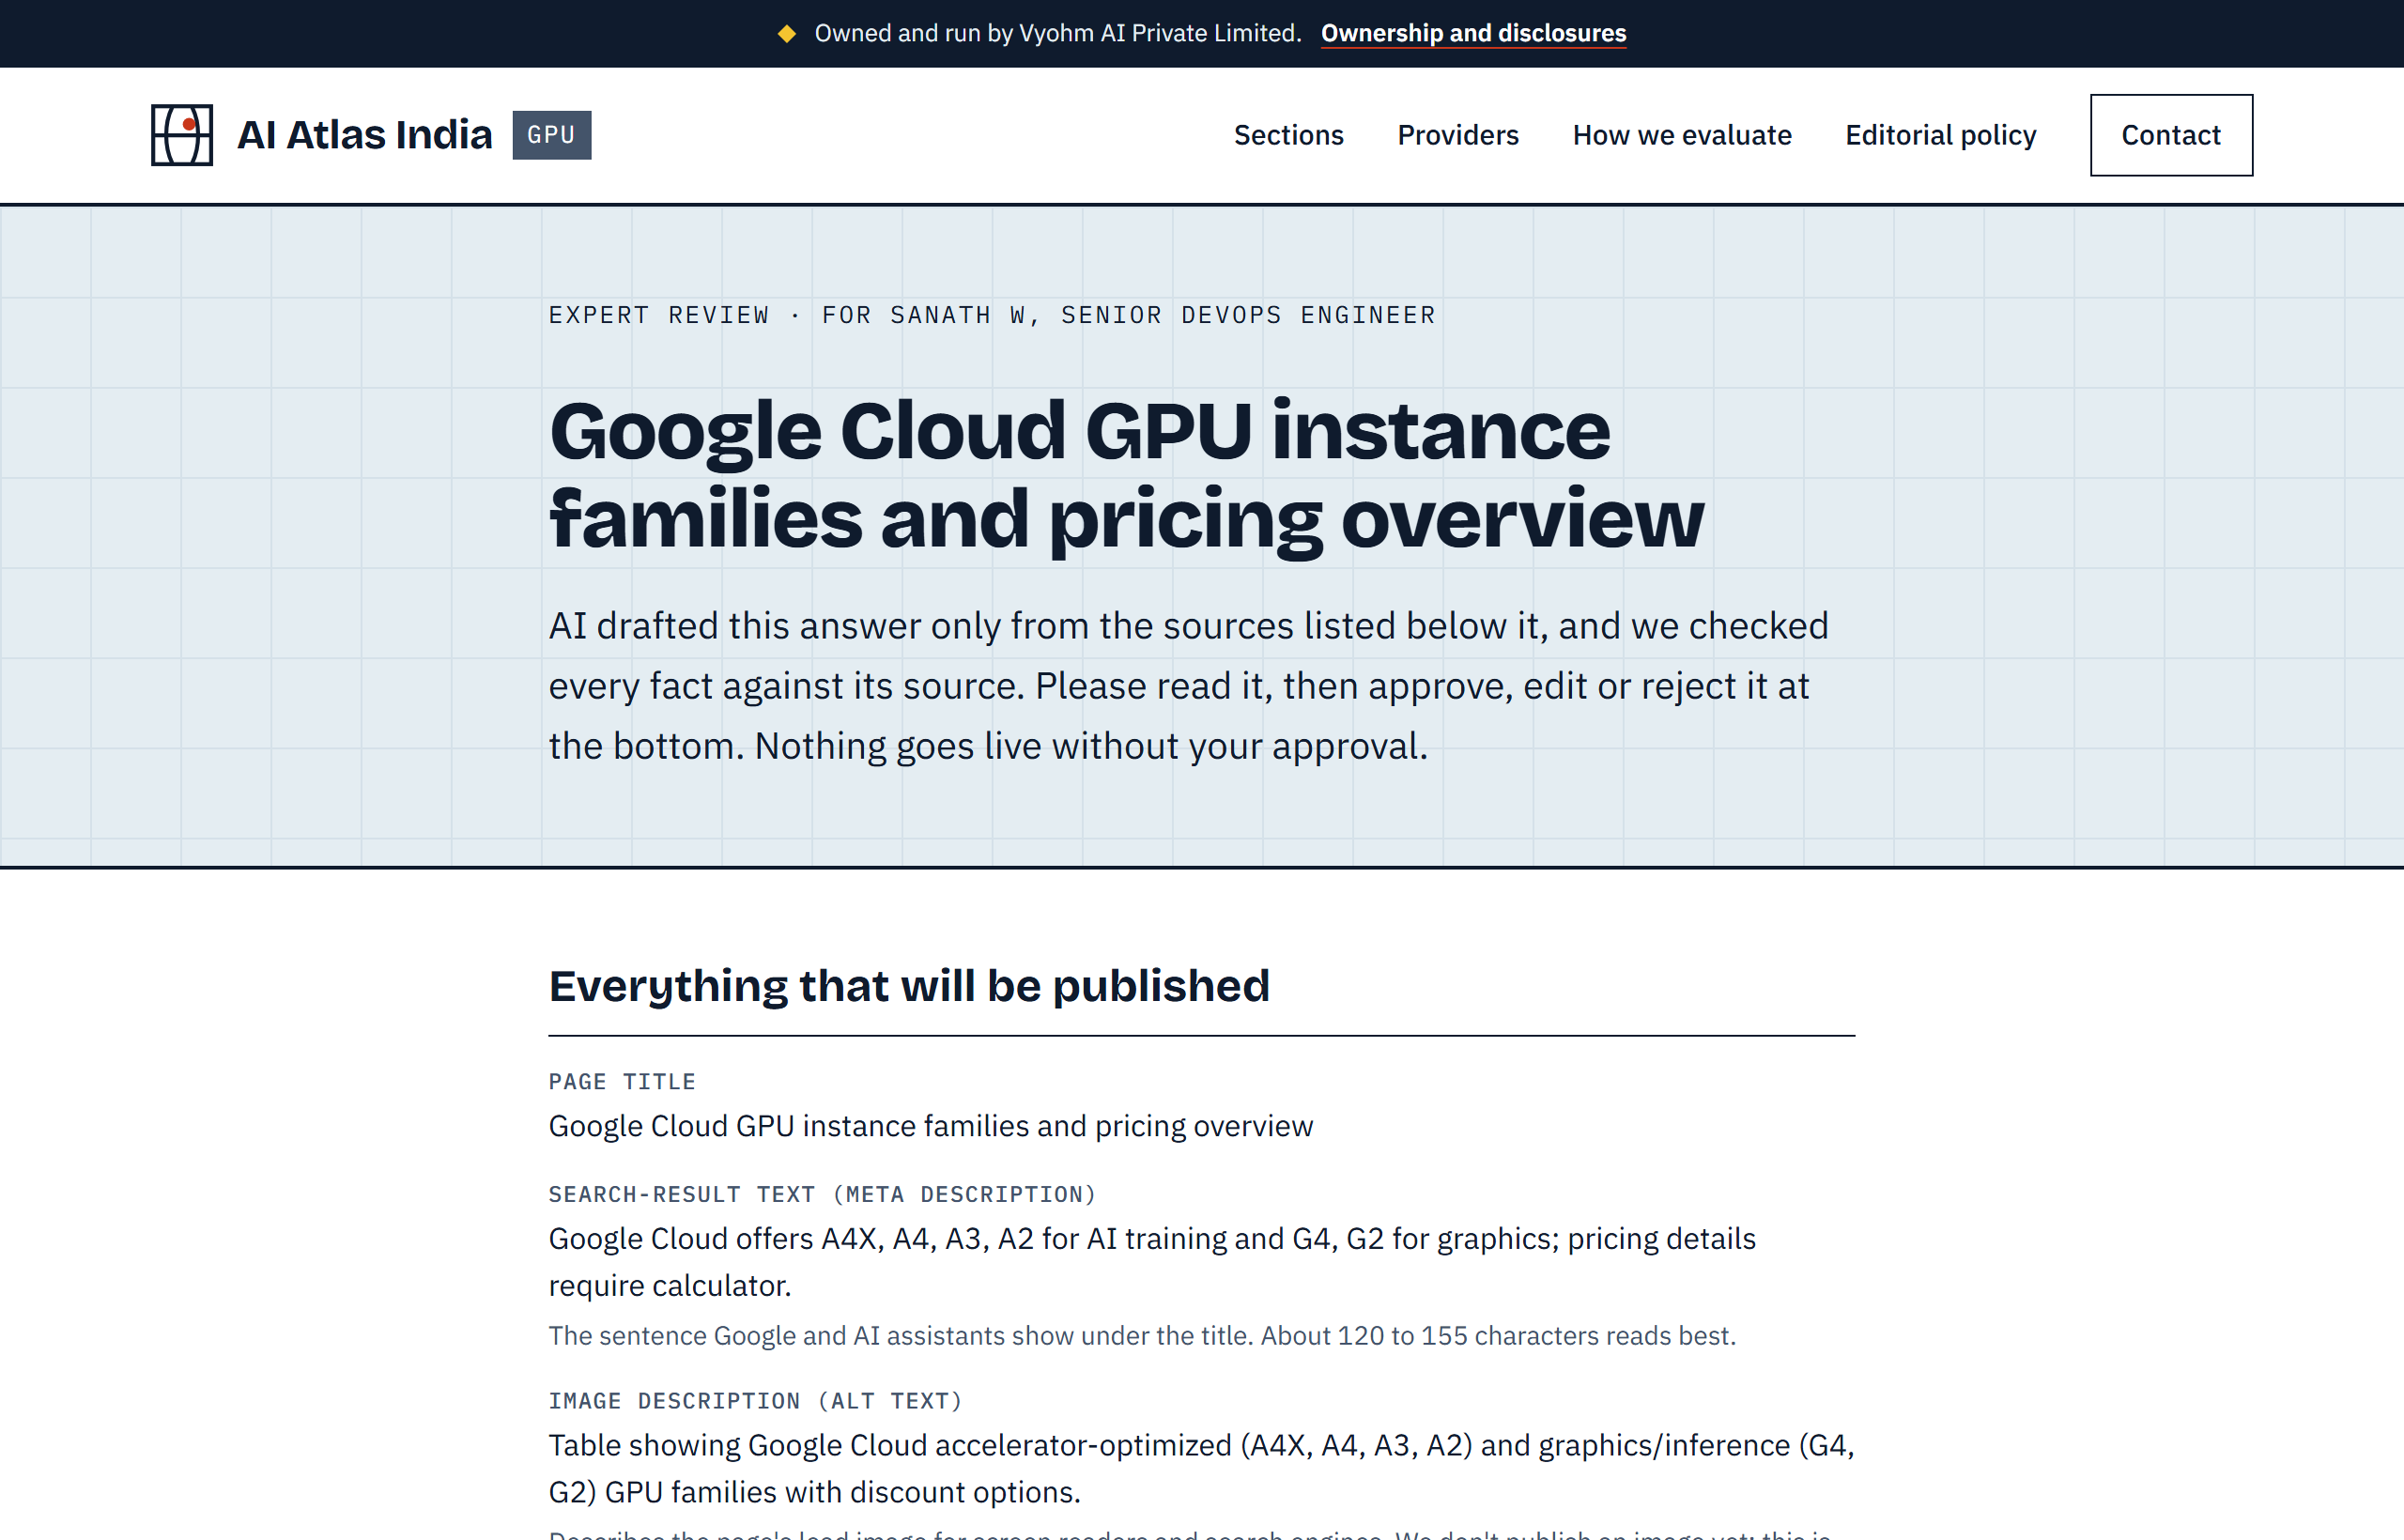 Owned and run by Vyohm AI Private Limited. Ownership and disclosures
AI Atlas India GPU
Sections Providers How we evaluate Editorial policy Contact
EXPERT REVIEW · FOR SANATH W, SENIOR DEVOPS ENGINEER
Google Cloud GPU instance
families and pricing overview
AI drafted this answer only from the sources listed below it, and we checked
every fact against its source. Please read it, then approve, edit or reject it at
the bottom. Nothing goes live without your approval.
Everything that will be published
PAGE TITLE
Google Cloud GPU instance families and pricing overview
SEARCH-RESULT TEXT (META DESCRIPTION)
Google Cloud offers A4X, A4, A3, A2 for AI training and G4, G2 for graphics; pricing details
require calculator.
The sentence Google and AI assistants show under the title. About 120 to 155 characters reads best.
IMAGE DESCRIPTION (ALT TEXT)
Table showing Google Cloud accelerator-optimized (A4X, A4, A3, A2) and graphics/inference (G4,
G2) GPU families with discount options.